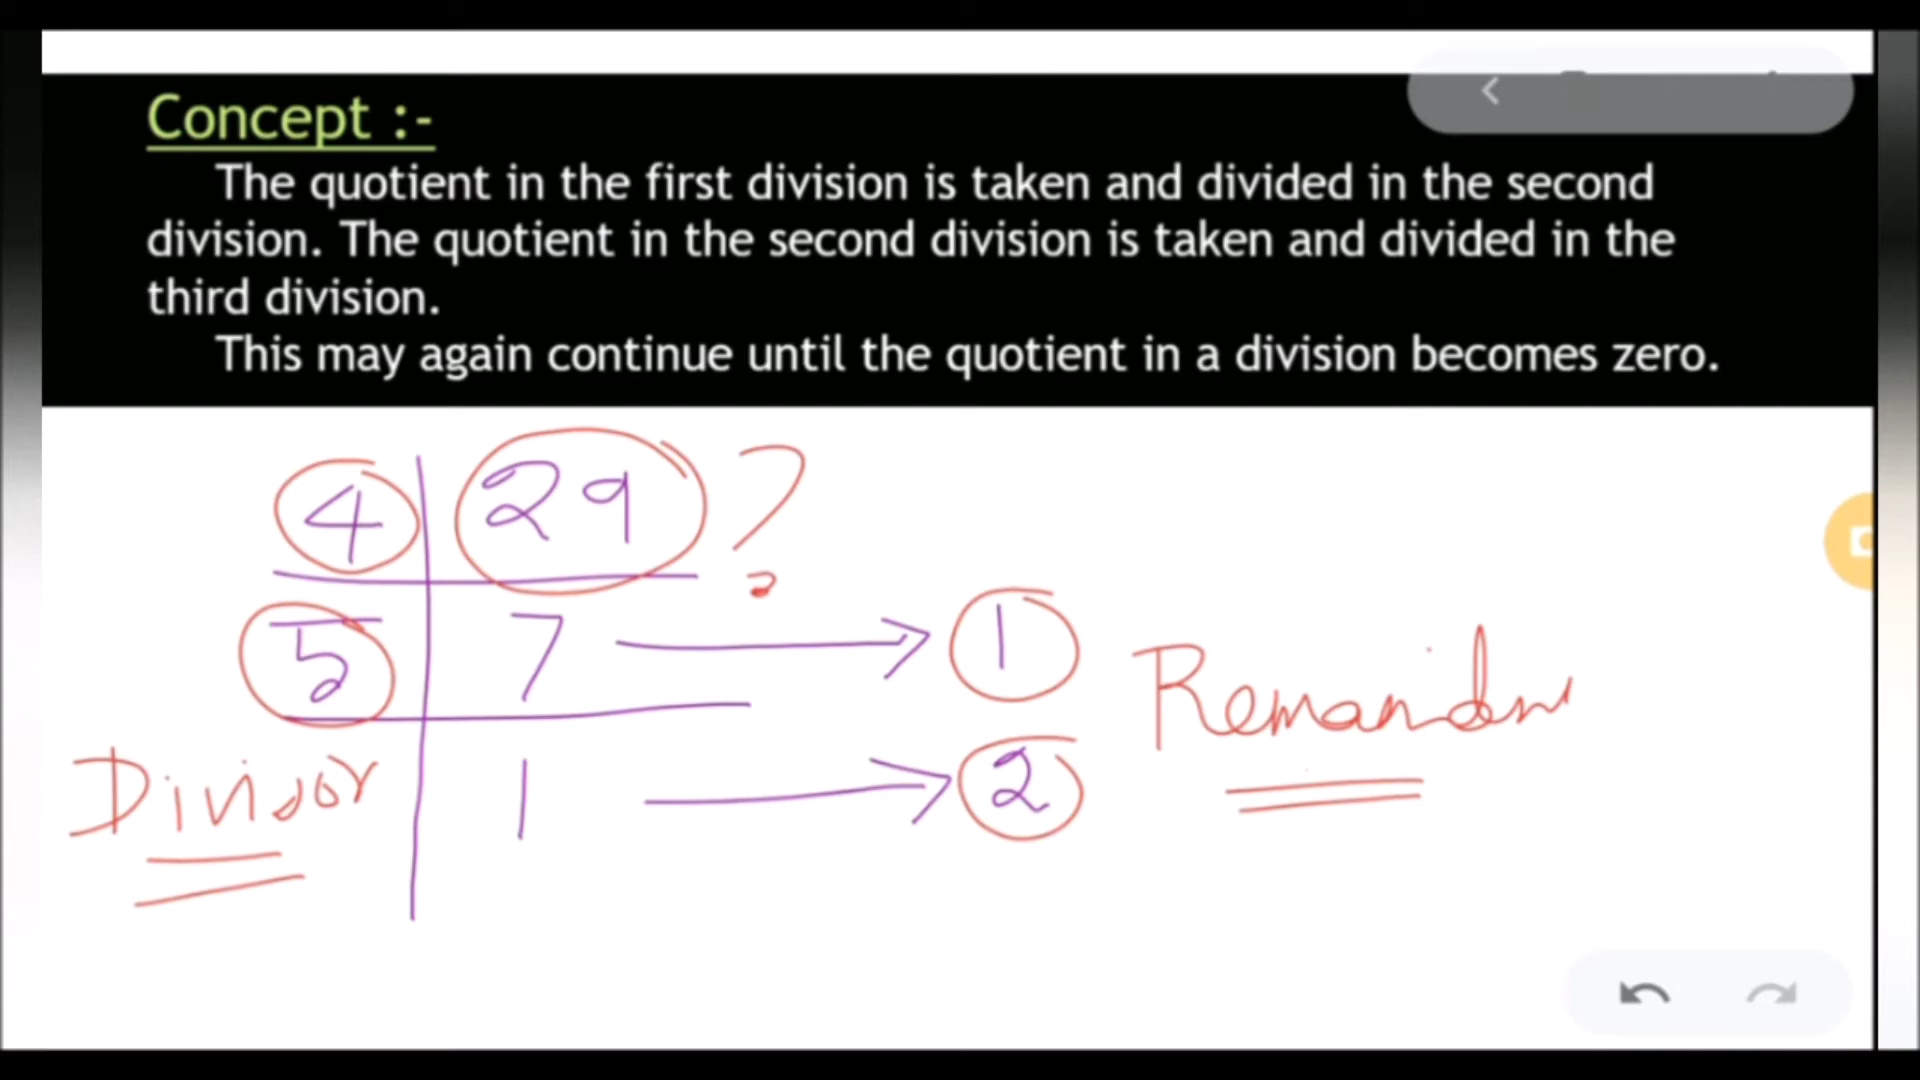 Concept :-
The quotient in the first division is taken and divided in the second
division. The quotient in the second division is taken and divided in the
third division.
This may again continue until the quotient in a division becomes zero.
4 29 ?
5 7 → 1
Remainder
Divisor 1 → 2